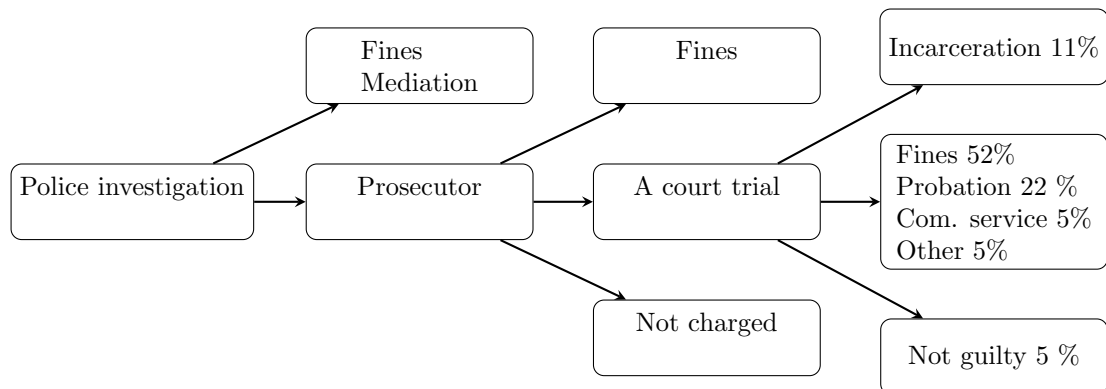 Police investigation
Fines
Mediation
Prosecutor
Fines
Not charged
A court trial
Incarceration 11%
Fines 52%
Probation 22 %
Com. service 5%
Other 5%
Not guilty 5 %